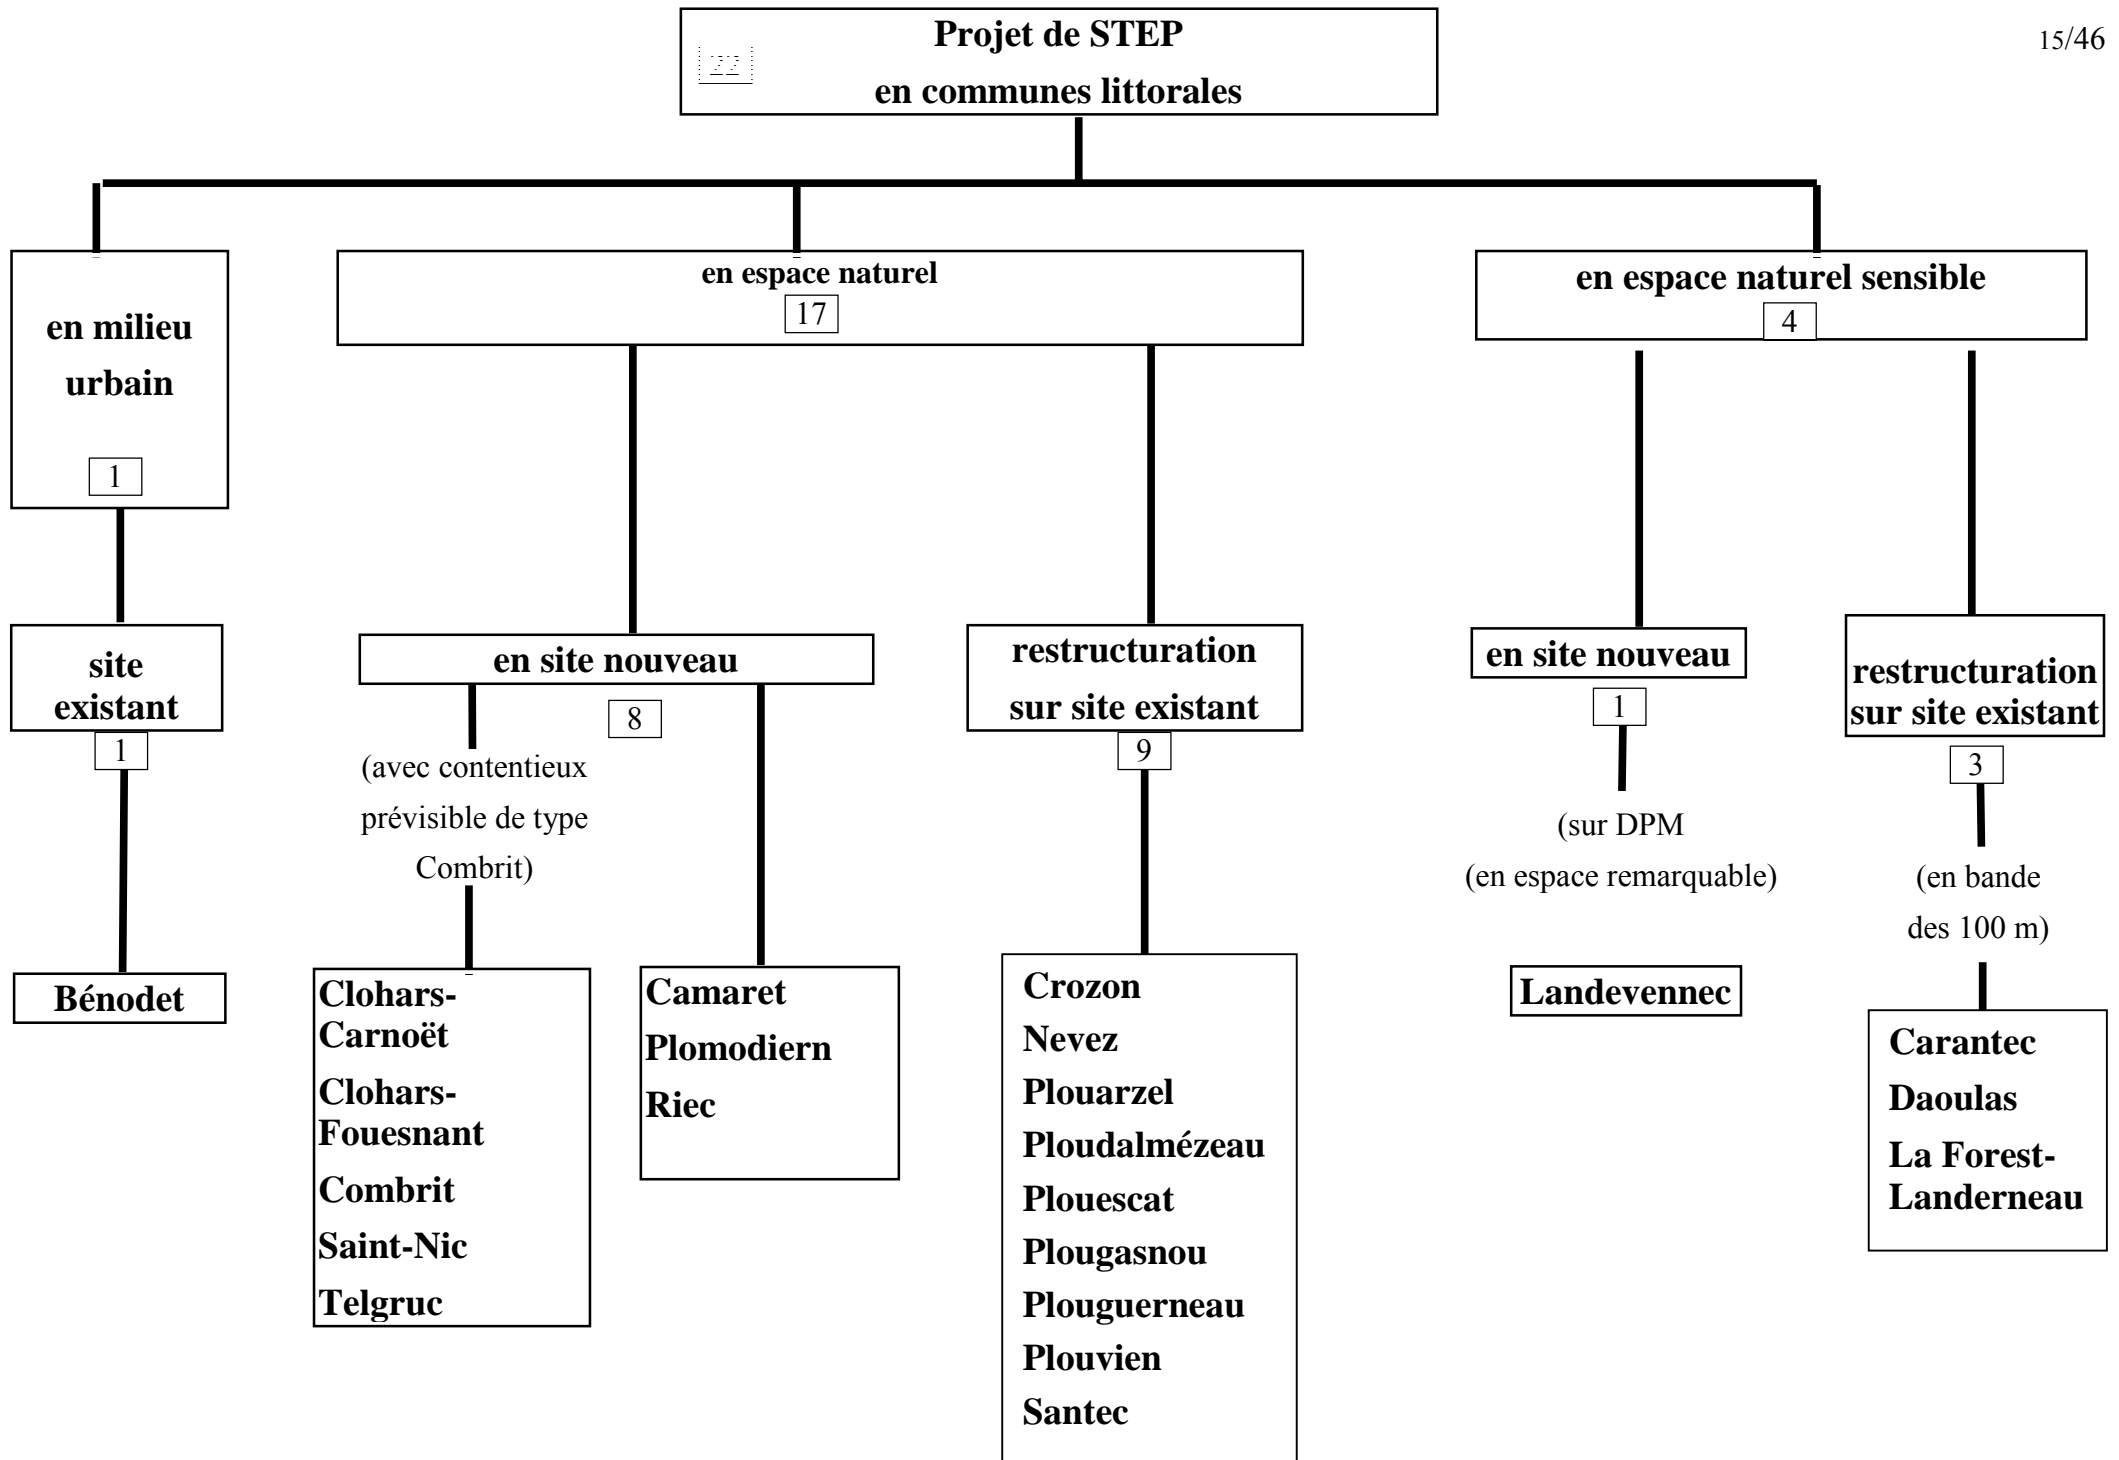 15/46
Projet de STEP
22
en communes littorales
en milieu
urbain
1
en espace naturel
17
en espace naturel sensible
4
site
existant
1
en site nouveau
8
restructuration
sur site existant
9
en site nouveau
1
restructuration
sur site existant
3
(avec contentieux
prévisible de type
Combrit)
(sur DPM
(en espace remarquable)
(en bande
des 100 m)
Bénodet
Clohars-
Carnoët
Clohars-
Fouesnant
Combrit
Saint-Nic
Telgruc
Camaret
Plomodiern
Riec
Crozon
Nevez
Plouarzel
Ploudalmézeau
Plouescat
Plougasnou
Plouguerneau
Plouvien
Santec
Landevennec
Carantec
Daoulas
La Forest-
Landerneau